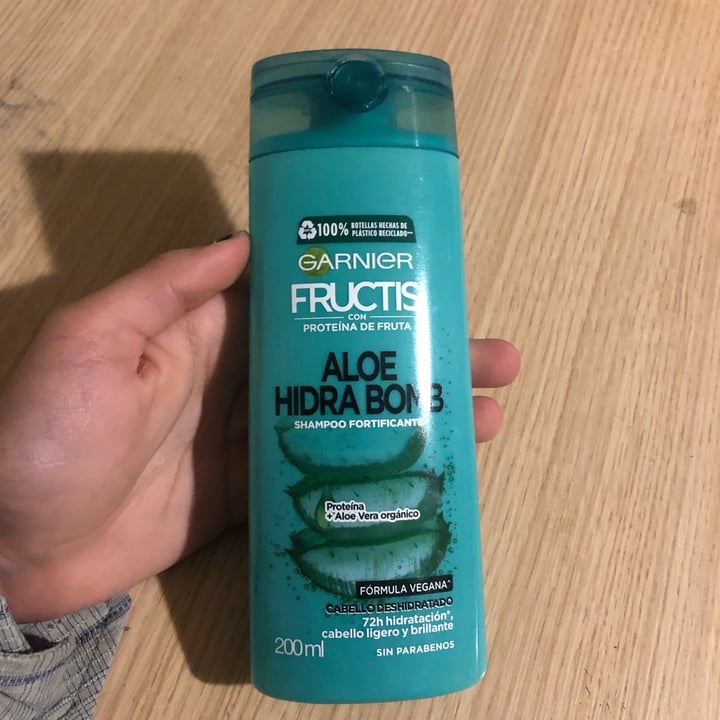 100% BOTELLAS HECHAS DE
PLÁSTICO RECICLADO
GARNIER
FRUCTIS
CON
PROTEÍNA DE FRUTA
ALOE
HIDRA BOMB
SHAMPOO FORTIFICANTE
Proteína
+ Aloe Vera orgánico
FÓRMULA VEGANA^
CABELLO DESHIDRATADO
72h hidratación*,
cabello ligero y brillante
200ml
SIN PARABENOS